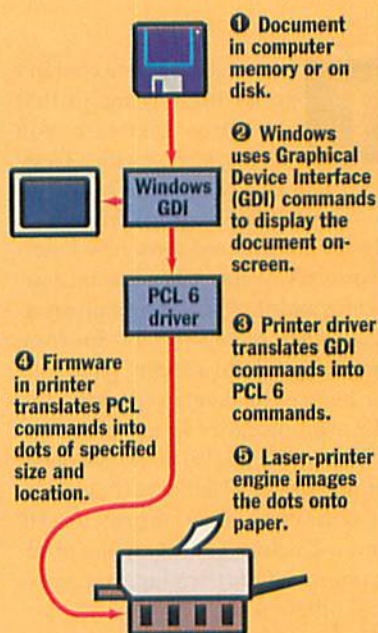 ❶ Document
in computer
memory or on
disk.
❷ Windows
uses Graphical
Device Interface
(GDI) commands
to display the
document on-
screen.
Windows
GDI
PCL 6
driver
❸ Printer driver
translates GDI
commands into
PCL 6
commands.
❹ Firmware
in printer
translates PCL
commands into
dots of specified
size and
location.
❺ Laser-printer
engine images
the dots onto
paper.